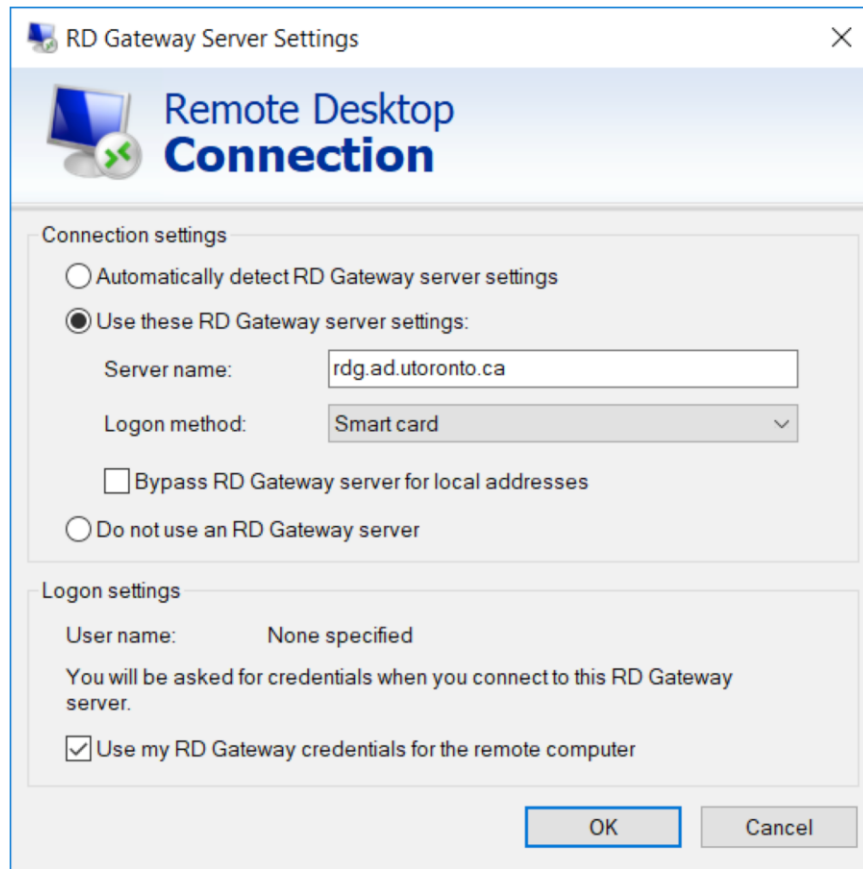 RD Gateway Server Settings
Remote Desktop
Connection
Connection settings
Automatically detect RD Gateway server settings
Use these RD Gateway server settings:
Server name: rdg.ad.utoronto.ca
Logon method: Smart card
Bypass RD Gateway server for local addresses
Do not use an RD Gateway server
Logon settings
User name: None specified
You will be asked for credentials when you connect to this RD Gateway
server.
Use my RD Gateway credentials for the remote computer
OK Cancel